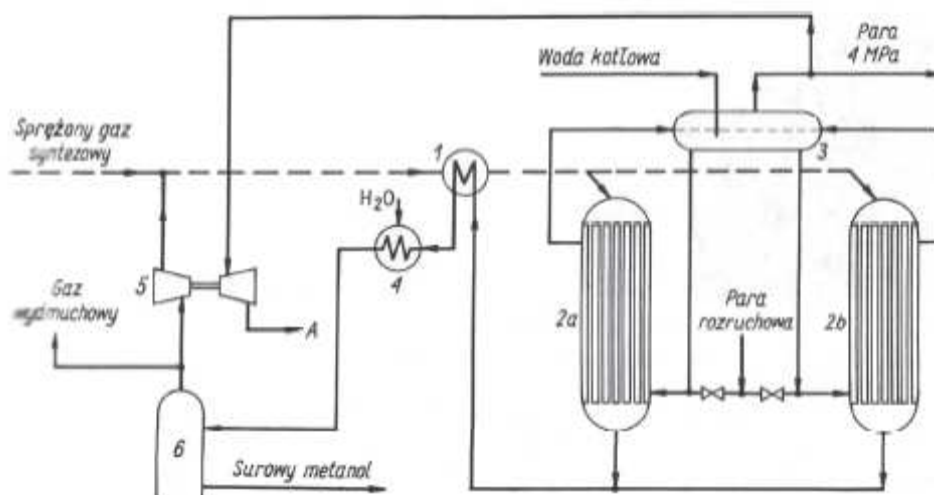 Para
4 MPa
Woda kotłowa
Sprężony gaz
syntezowy
1
3
H₂O
4
5
Gaz
wydmuchowy
A
2a
Para
rozruchowa
2b
6
Surowy metanol